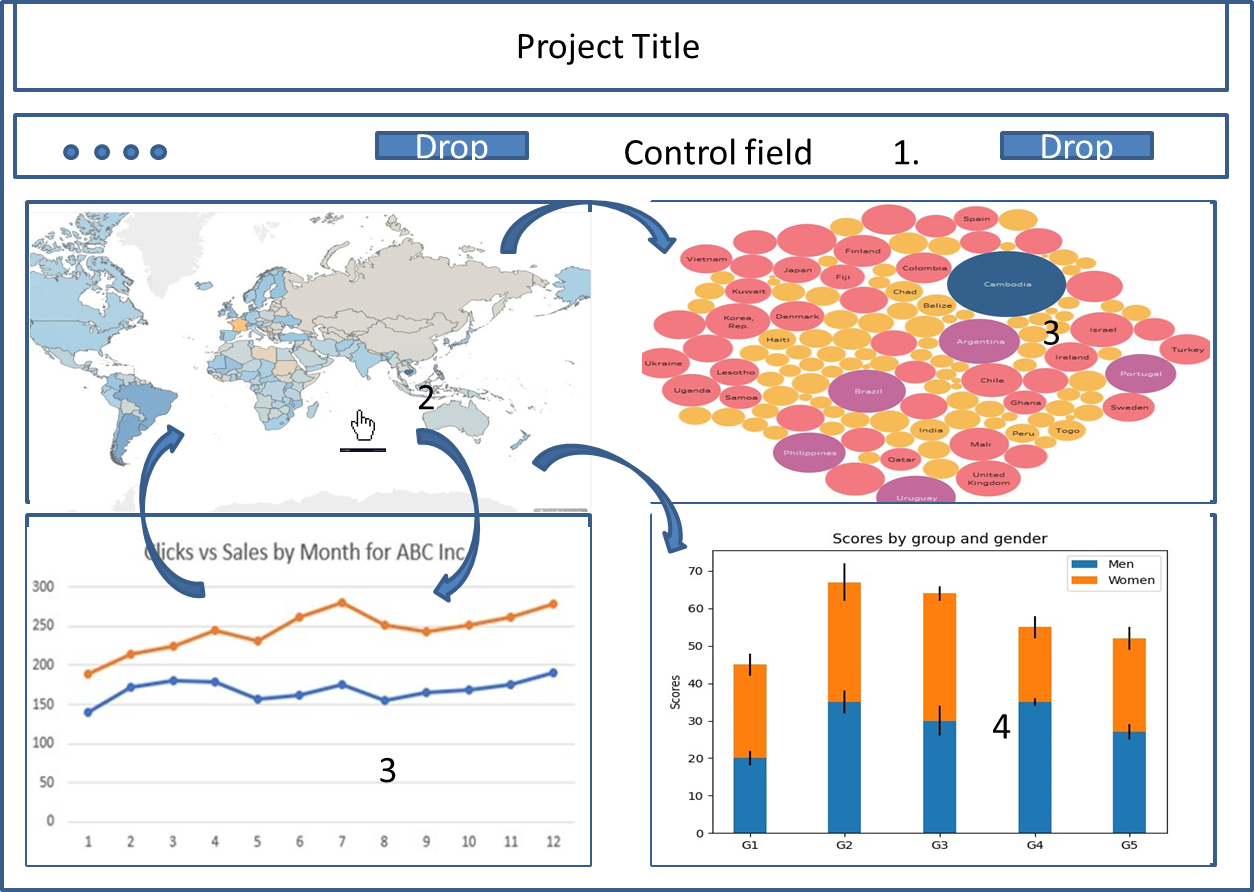 Project Title
Drop
Control field
1.
Drop
2
Spain
Vietnam
Finland
Japan
Fiji
Colombia
Cambodia
Kuwait
Chad
Belize
Korea,
Rep.
Denmark
3
Israel
Haiti
Argentina
Turkey
Ukraine
Ireland
Lesotho
Portugal
Uganda
Samoa
Brazil
Chile
Ghana
Sweden
India
Peru
Togo
Mali
Philippines
Qatar
United
Kingdom
Uruguay
Clicks vs Sales by Month for ABC Inc
300
250
200
150
100
50
0
3
1 2 3 4 5 6 7 8 9 10 11 12
Scores by group and gender
Men
Women
70
60
50
40
30
20
10
0
Scores
4
G1 G2 G3 G4 G5